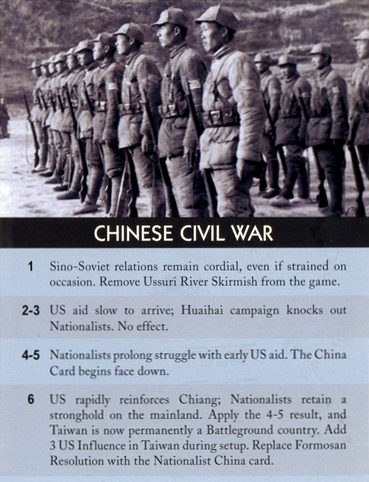 CHINESE CIVIL WAR
1 Sino-Soviet relations remain cordial, even if strained on
occasion. Remove Ussuri River Skirmish from the game.
2-3 US aid slow to arrive; Huaihai campaign knocks out
Nationalists. No effect.
4-5 Nationalists prolong struggle with early US aid. The China
Card begins face down.
6 US rapidly reinforces Chiang; Nationalists retain a
stronghold on the mainland. Apply the 4-5 result, and
Taiwan is now permanently a Battleground country. Add
3 US Influence in Taiwan during setup. Replace Formosan
Resolution with the Nationalist China card.